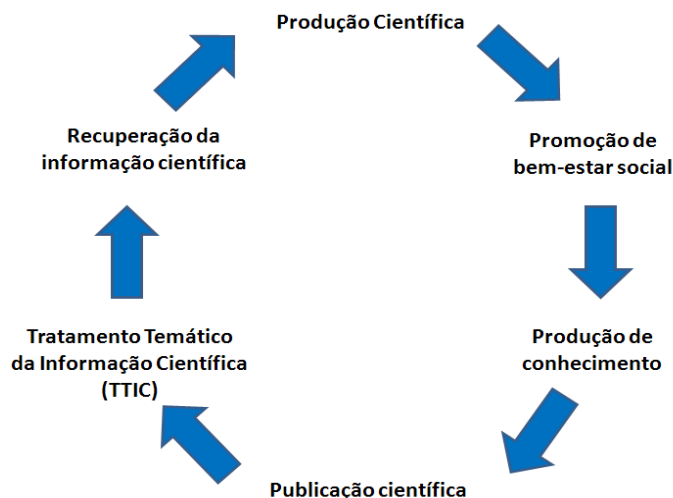 Produção Científica
Promoção de
bem-estar social
Produção de
conhecimento
Publicação científica
Tratamento Temático
da Informação Científica
(TTIC)
Recuperação da
informação científica